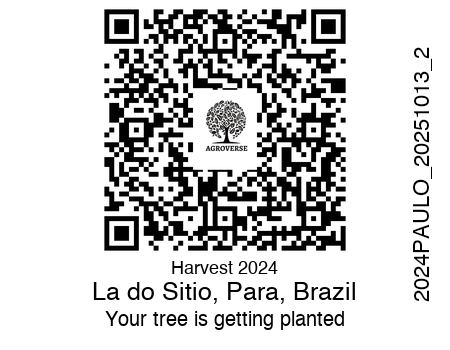 AGROVERSE
Harvest 2024
La do Sitio, Para, Brazil
Your tree is getting planted
2024PAULO_20251013_2